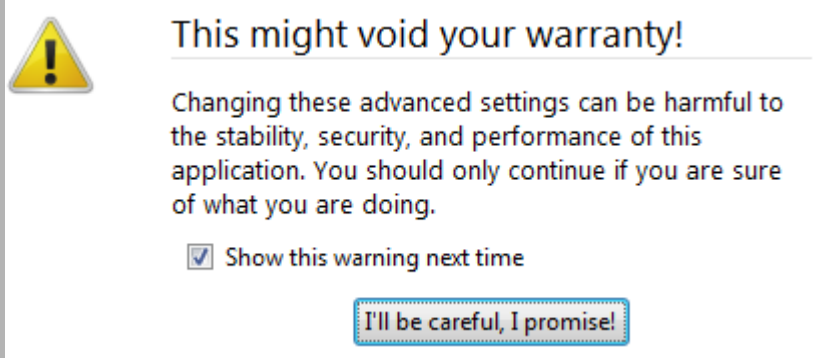 This might void your warranty!
Changing these advanced settings can be harmful to
the stability, security, and performance of this
application. You should only continue if you are sure
of what you are doing.
Show this warning next time
I'll be careful, I promise!